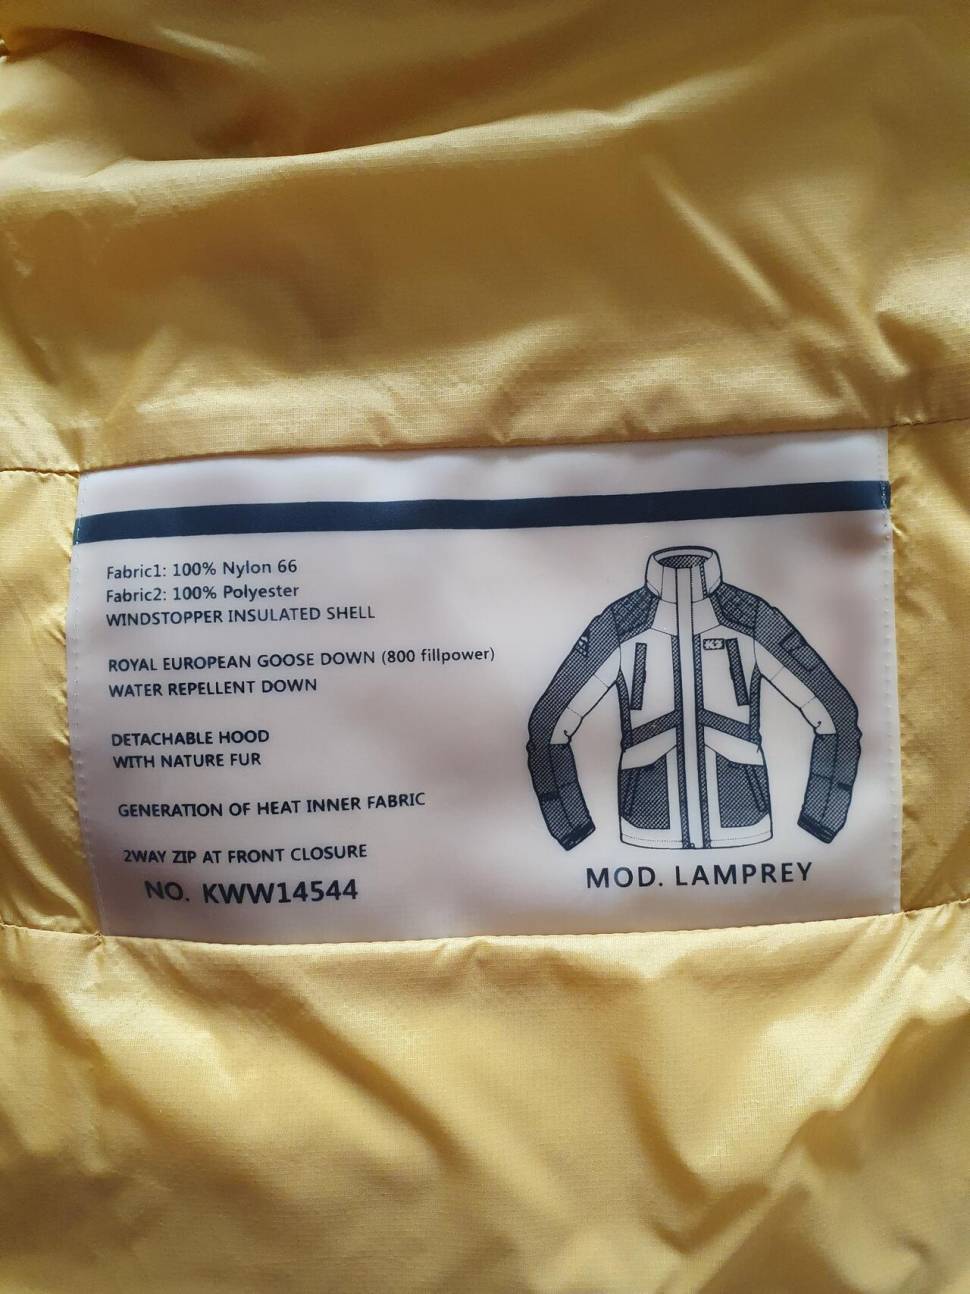 Fabric1: 100% Nylon 66
Fabric2: 100% Polyester
WINDSTOPPER INSULATED SHELL
ROYAL EUROPEAN GOOSE DOWN (800 fillpower)
WATER REPELLENT DOWN
DETACHABLE HOOD
WITH NATURE FUR
GENERATION OF HEAT INNER FABRIC
2WAY ZIP AT FRONT CLOSURE
NO. KWW14544
MOD. LAMPREY